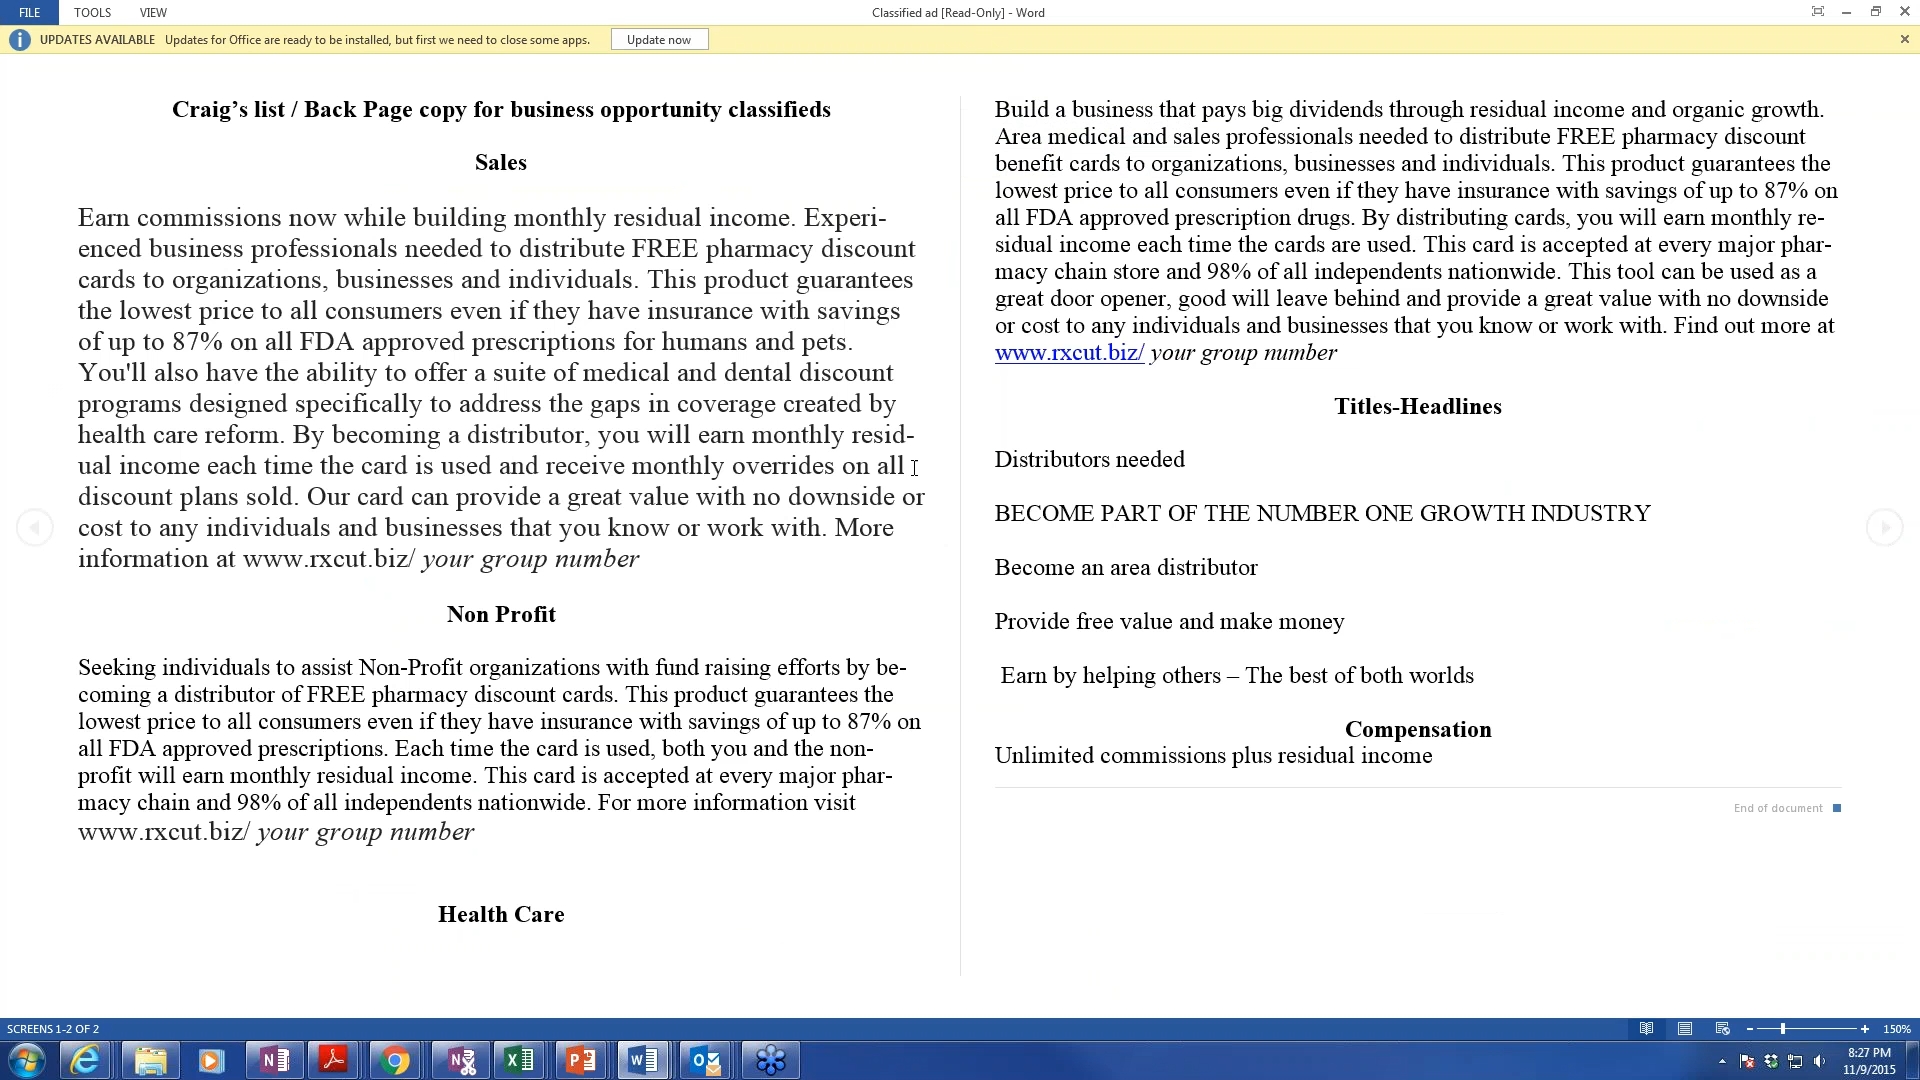 FILE TOOLS VIEW Classified ad [Read-Only] - Word
UPDATES AVAILABLE Updates for Office are ready to be installed, but first we need to close some apps. Update now
Craig’s list / Back Page copy for business opportunity classifieds
Sales
Earn commissions now while building monthly residual income. Experi-
enced business professionals needed to distribute FREE pharmacy discount
cards to organizations, businesses and individuals. This product guarantees
the lowest price to all consumers even if they have insurance with savings
of up to 87% on all FDA approved prescriptions for humans and pets.
You'll also have the ability to offer a suite of medical and dental discount
programs designed specifically to address the gaps in coverage created by
health care reform. By becoming a distributor, you will earn monthly resid-
ual income each time the card is used and receive monthly overrides on all
discount plans sold. Our card can provide a great value with no downside or
cost to any individuals and businesses that you know or work with. More
information at www.rxcut.biz/ your group number
Non Profit
Seeking individuals to assist Non-Profit organizations with fund raising efforts by be-
coming a distributor of FREE pharmacy discount cards. This product guarantees the
lowest price to all consumers even if they have insurance with savings of up to 87% on
all FDA approved prescriptions. Each time the card is used, both you and the non-
profit will earn monthly residual income. This card is accepted at every major phar-
macy chain and 98% of all independents nationwide. For more information visit
www.rxcut.biz/ your group number
Health Care
Build a business that pays big dividends through residual income and organic growth.
Area medical and sales professionals needed to distribute FREE pharmacy discount
benefit cards to organizations, businesses and individuals. This product guarantees the
lowest price to all consumers even if they have insurance with savings of up to 87% on
all FDA approved prescription drugs. By distributing cards, you will earn monthly re-
sidual income each time the cards are used. This card is accepted at every major phar-
macy chain store and 98% of all independents nationwide. This tool can be used as a
great door opener, good will leave behind and provide a great value with no downside
or cost to any individuals and businesses that you know or work with. Find out more at
www.rxcut.biz/ your group number
Titles-Headlines
Distributors needed
BECOME PART OF THE NUMBER ONE GROWTH INDUSTRY
Become an area distributor
Provide free value and make money
Earn by helping others – The best of both worlds
Compensation
Unlimited commissions plus residual income
End of document
SCREENS 1-2 OF 2
150%
8:27 PM
11/9/2015